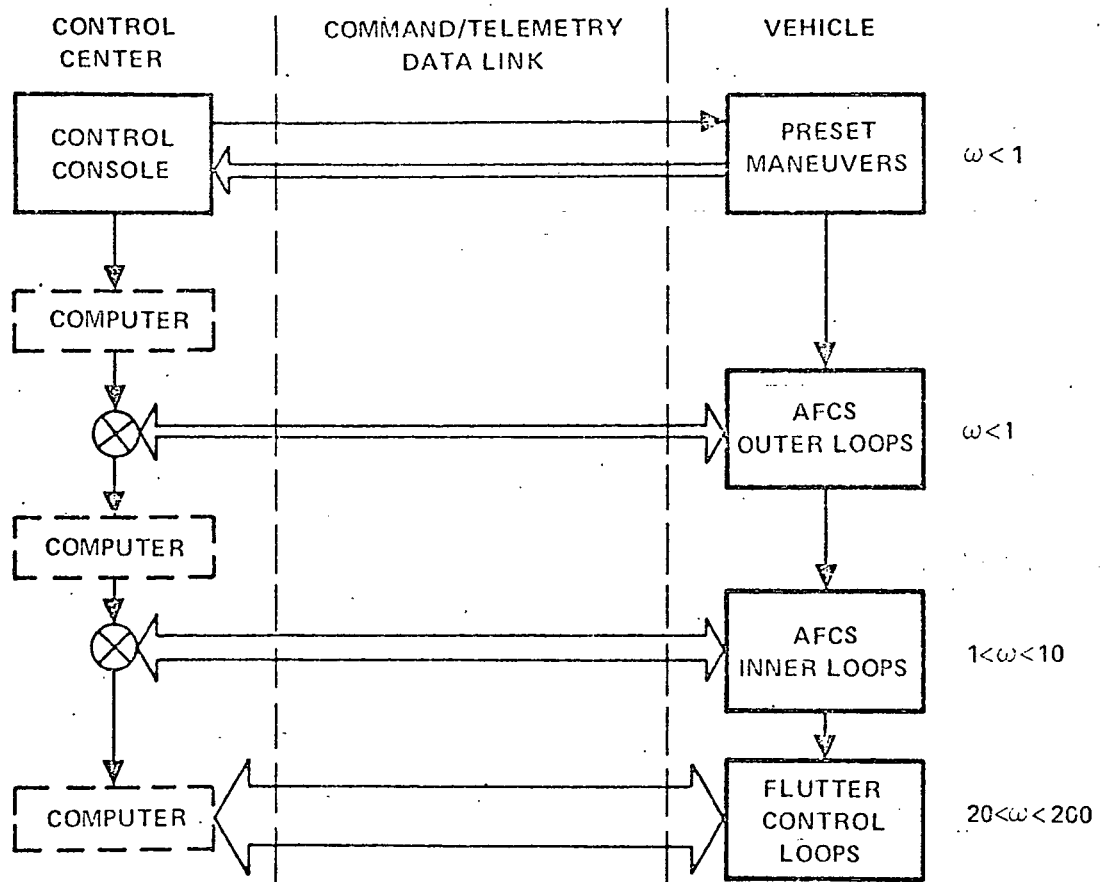 CONTROL
CENTER
COMMAND/TELEMETRY
DATA LINK
VEHICLE
CONTROL
CONSOLE
PRESET
MANEUVERS
ω<1
COMPUTER
AFCS
OUTER LOOPS
ω<1
COMPUTER
AFCS
INNER LOOPS
1<ω<10
COMPUTER
FLUTTER
CONTROL
LOOPS
20<ω<200